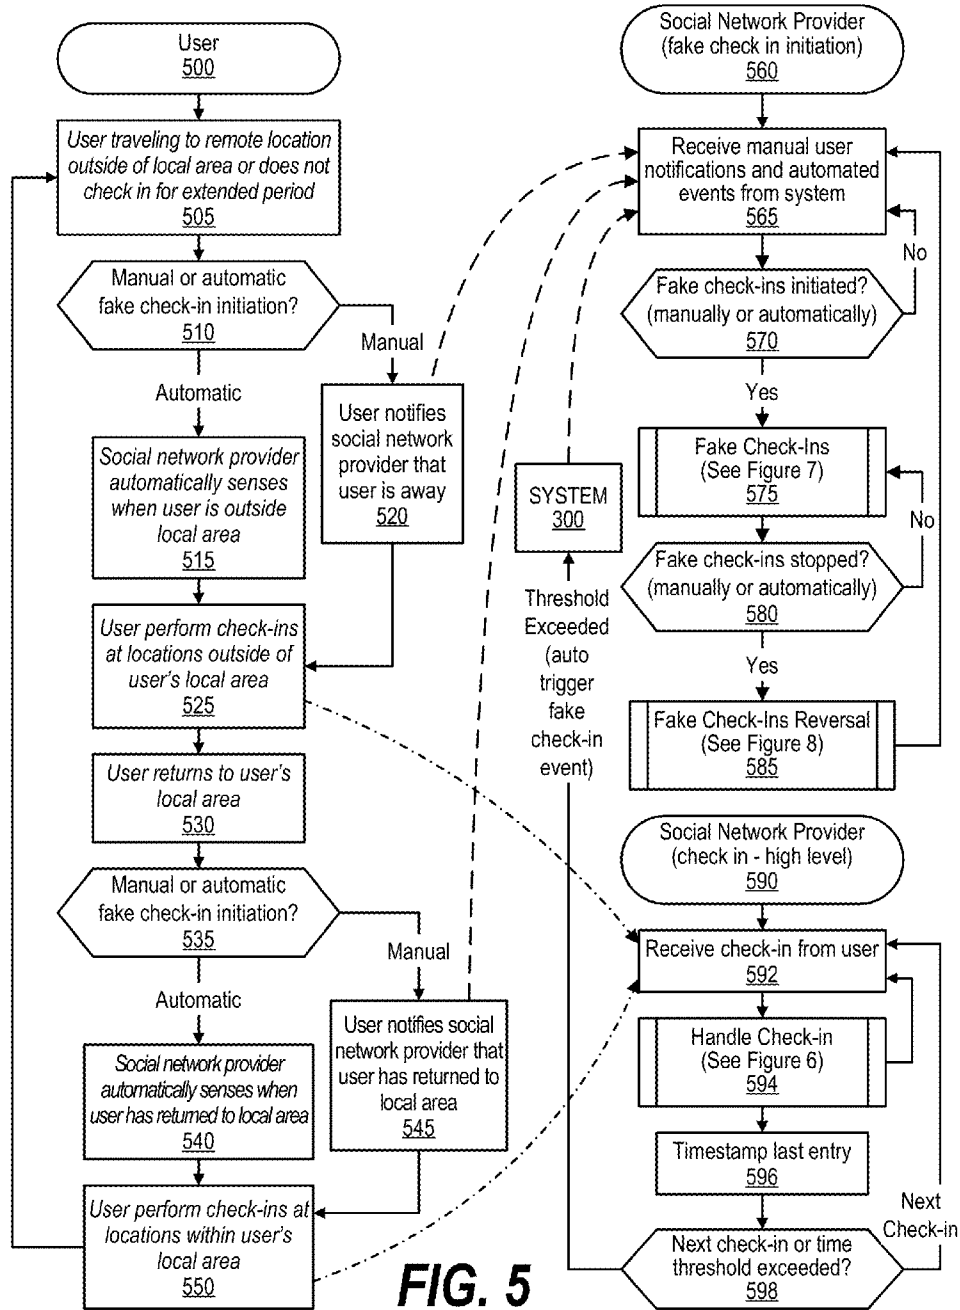 User
500
User traveling to remote location
outside of local area or does not
check in for extended period
505
Manual or automatic
fake check-in initiation?
510
Manual
Automatic
User notifies
social network
provider that
user is away
520
Social network provider
automatically senses
when user is outside
local area
515
User perform check-ins
at locations outside of
user's local area
525
User returns to user's
local area
530
Manual or automatic
fake check-in initiation?
535
Manual
Automatic
User notifies social
network provider that
user has returned to
local area
545
Social network provider
automatically senses when
user has returned to local area
540
User perform check-ins at
locations within user's
local area
550
SYSTEM
300
Threshold
Exceeded
(auto
trigger
fake
check-in
event)
Social Network Provider
(fake check in initiation)
560
Receive manual user
notifications and automated
events from system
565
No
Fake check-ins initiated?
(manually or automatically)
570
Yes
Fake Check-Ins
(See Figure 7)
575
No
Fake check-ins stopped?
(manually or automatically)
580
Yes
Fake Check-Ins Reversal
(See Figure 8)
585
Social Network Provider
(check in - high level)
590
Receive check-in from user
592
Handle Check-in
(See Figure 6)
594
Timestamp last entry
596
Next
Check-in
Next check-in or time
threshold exceeded?
598
FIG. 5